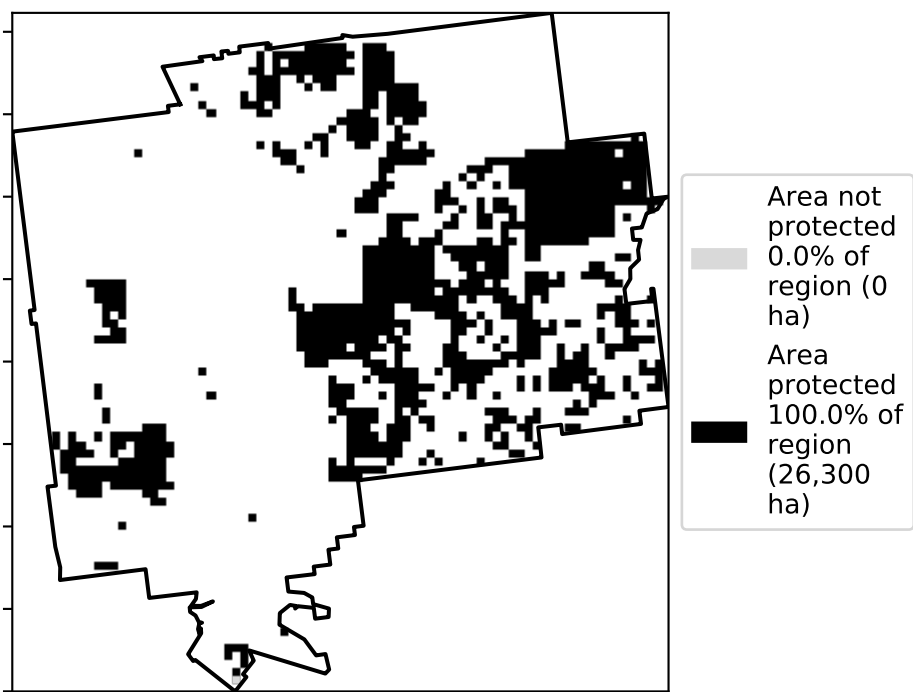 Area not
protected
0.0% of
region (0
ha)
Area
protected
100.0% of
region
(26,300
ha)